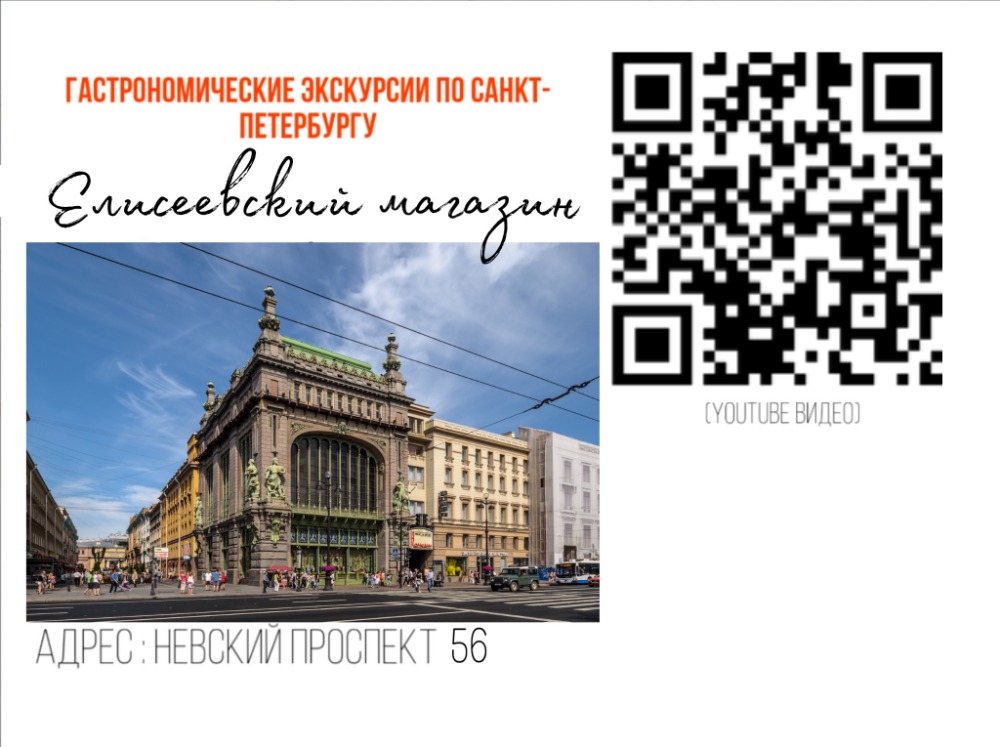 ГАСТРОНОМИЧЕСКИЕ ЭКСКУРСИИ ПО САНКТ-
ПЕТЕРБУРГУ
Елисеевский магазин
(YOUTUBE ВИДЕО)
АДРЕС : НЕВСКИЙ ПРОСПЕКТ 56